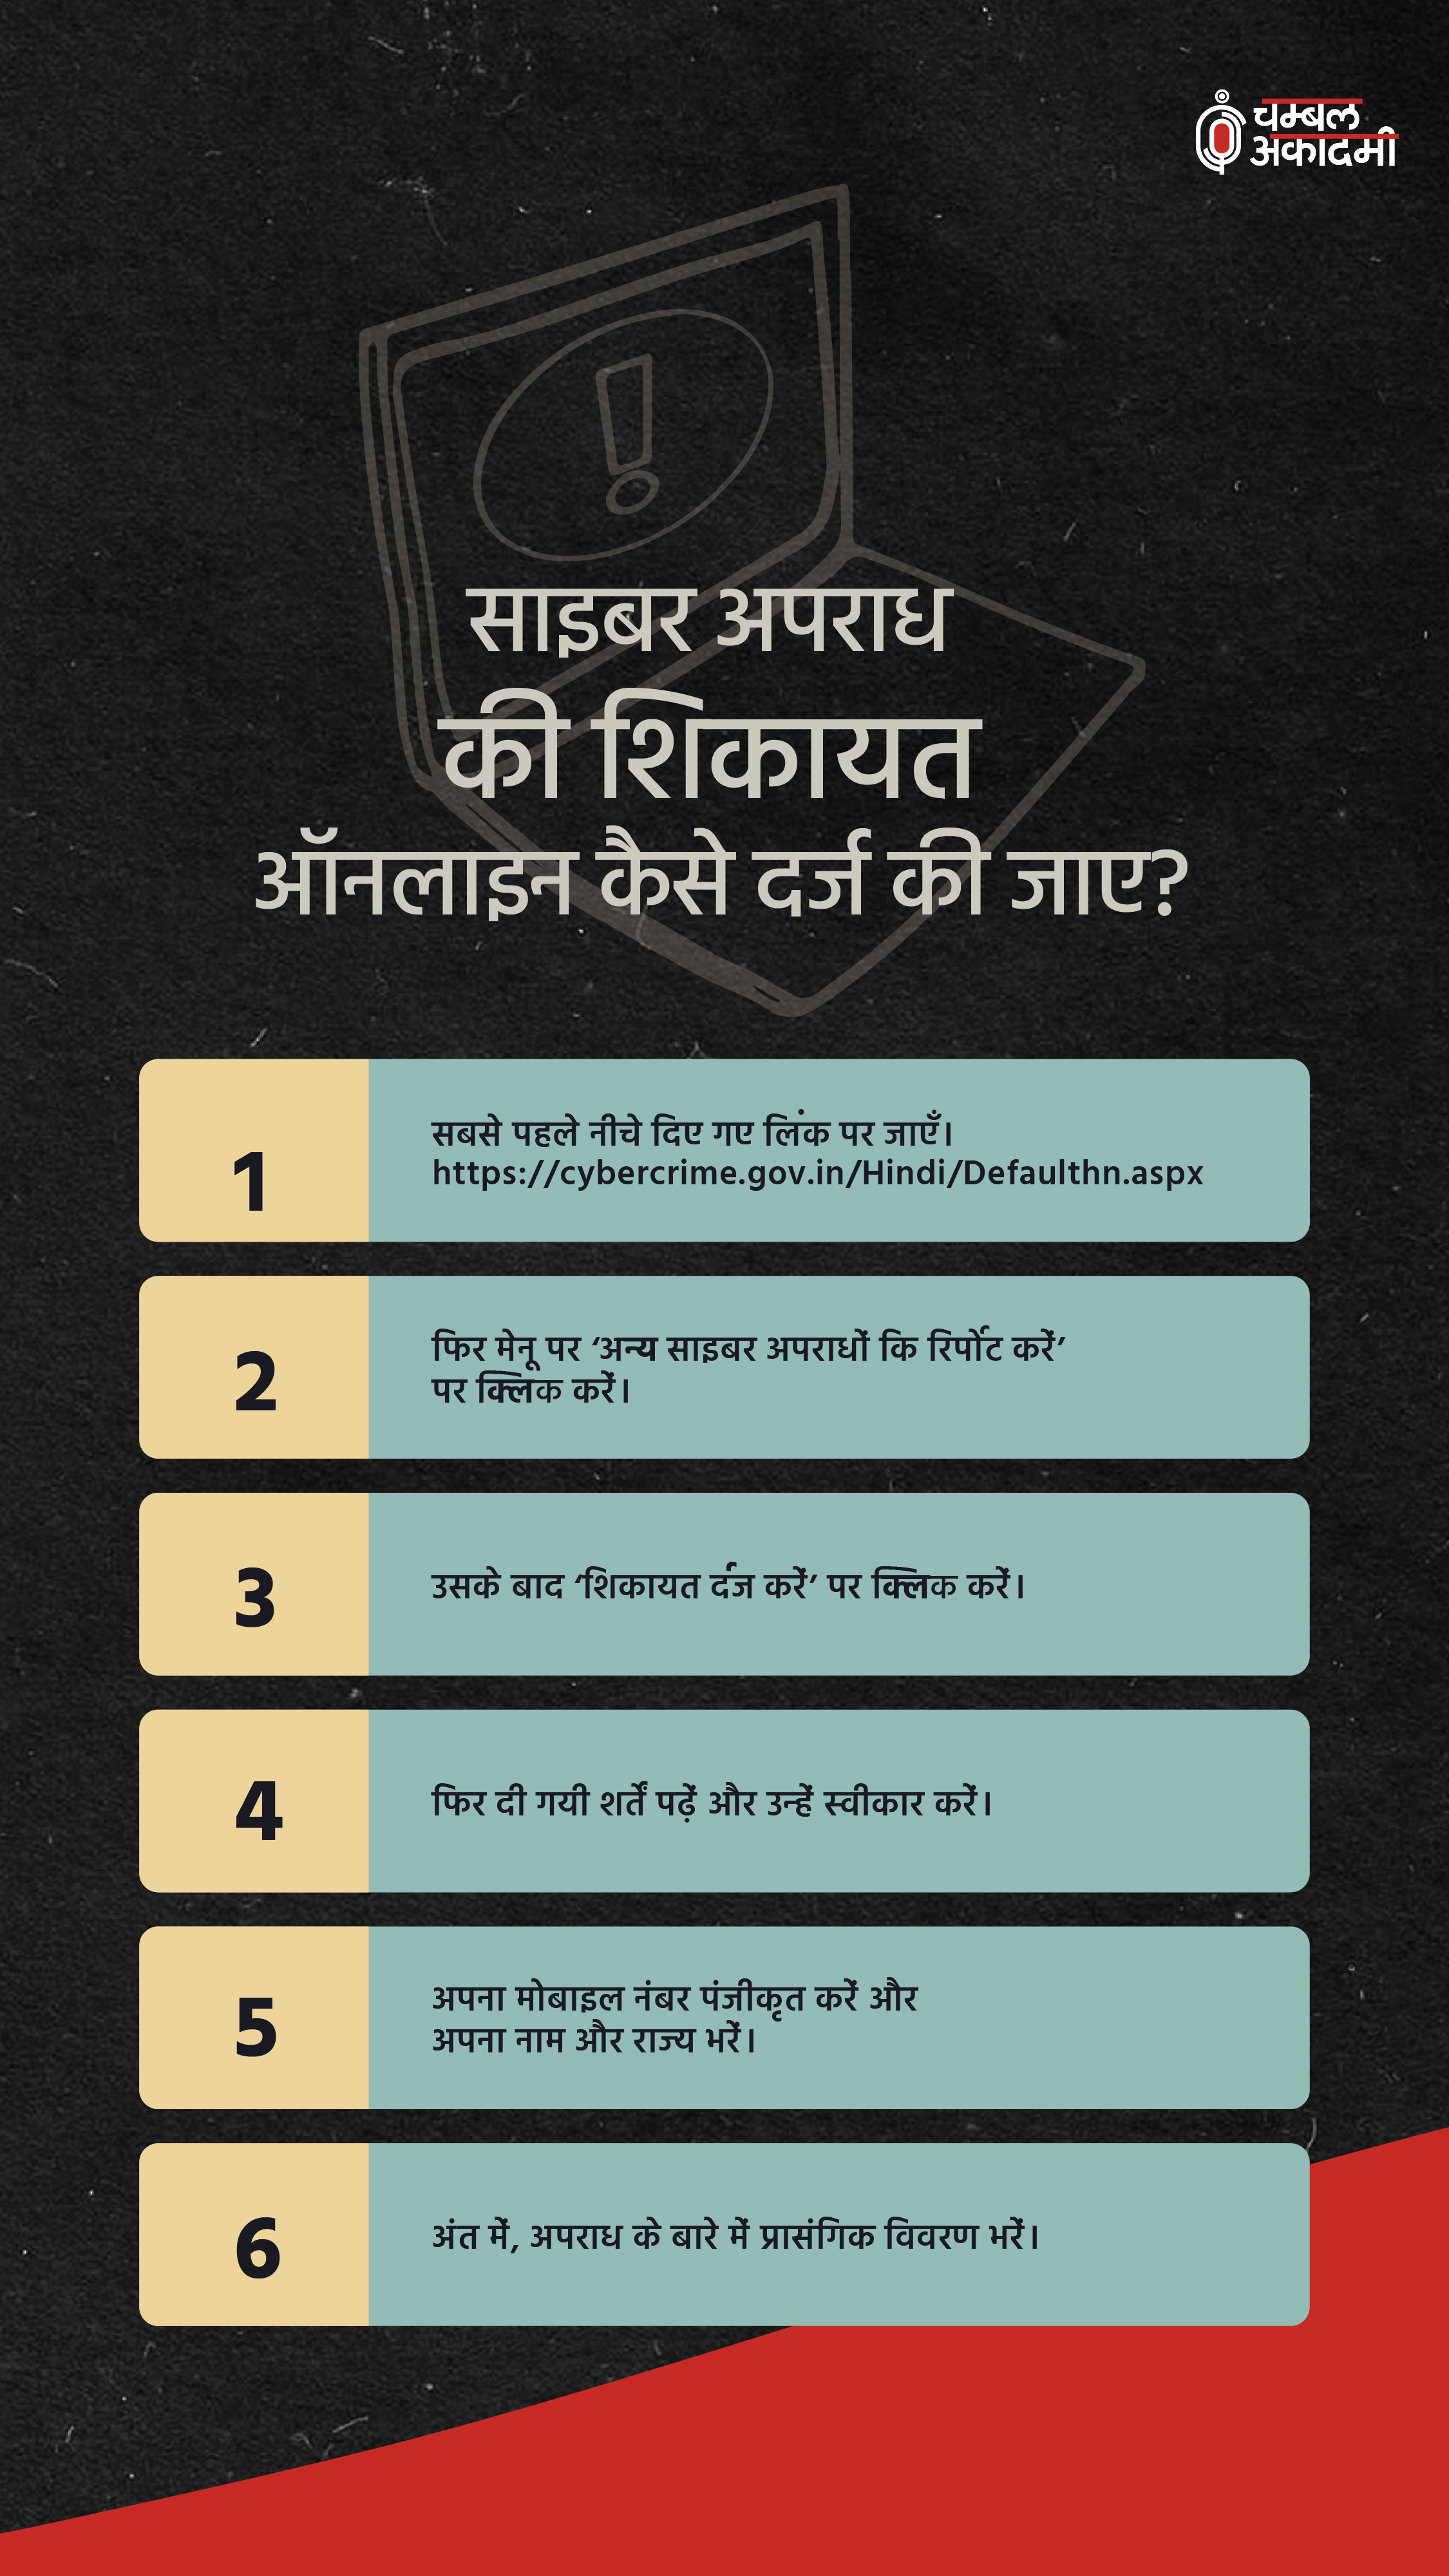 चम्बल
अकादमी
साइबर अपराध
की शिकायत
ऑनलाइन कैसे दर्ज की जाए?
1
सबसे पहले नीचे दिए गए लिंक पर जाएँ।
https://cybercrime.gov.in/Hindi/Defaulthn.aspx
2
फिर मेनू पर ‘अन्य साइबर अपराधों कि रिर्पोट करें’
पर क्लिक करें।
3
उसके बाद ‘शिकायत र्दज करें’ पर क्लिक करें।
4
फिर दी गयी शर्तें पढ़ें और उन्हें स्वीकार करें।
5
अपना मोबाइल नंबर पंजीकृत करें और
अपना नाम और राज्य भरें।
6
अंत में, अपराध के बारे में प्रासंगिक विवरण भरें।